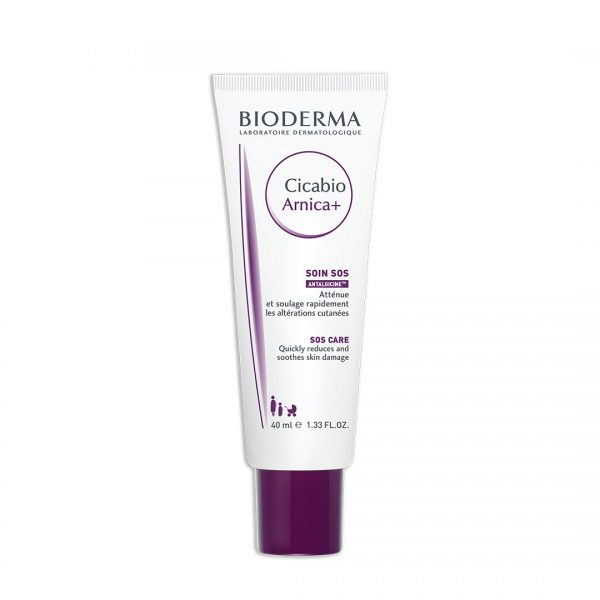 BIODERMA
LABORATOIRE DERMATOLOGIQUE
Cicabio
Arnica+
SOIN SOS
ANTALGICINE™
Atténue
et soulage rapidement
les altérations cutanées
SOS CARE
Quickly reduces and
soothes skin damage
40 ml ℮ 1.33 FL.OZ.